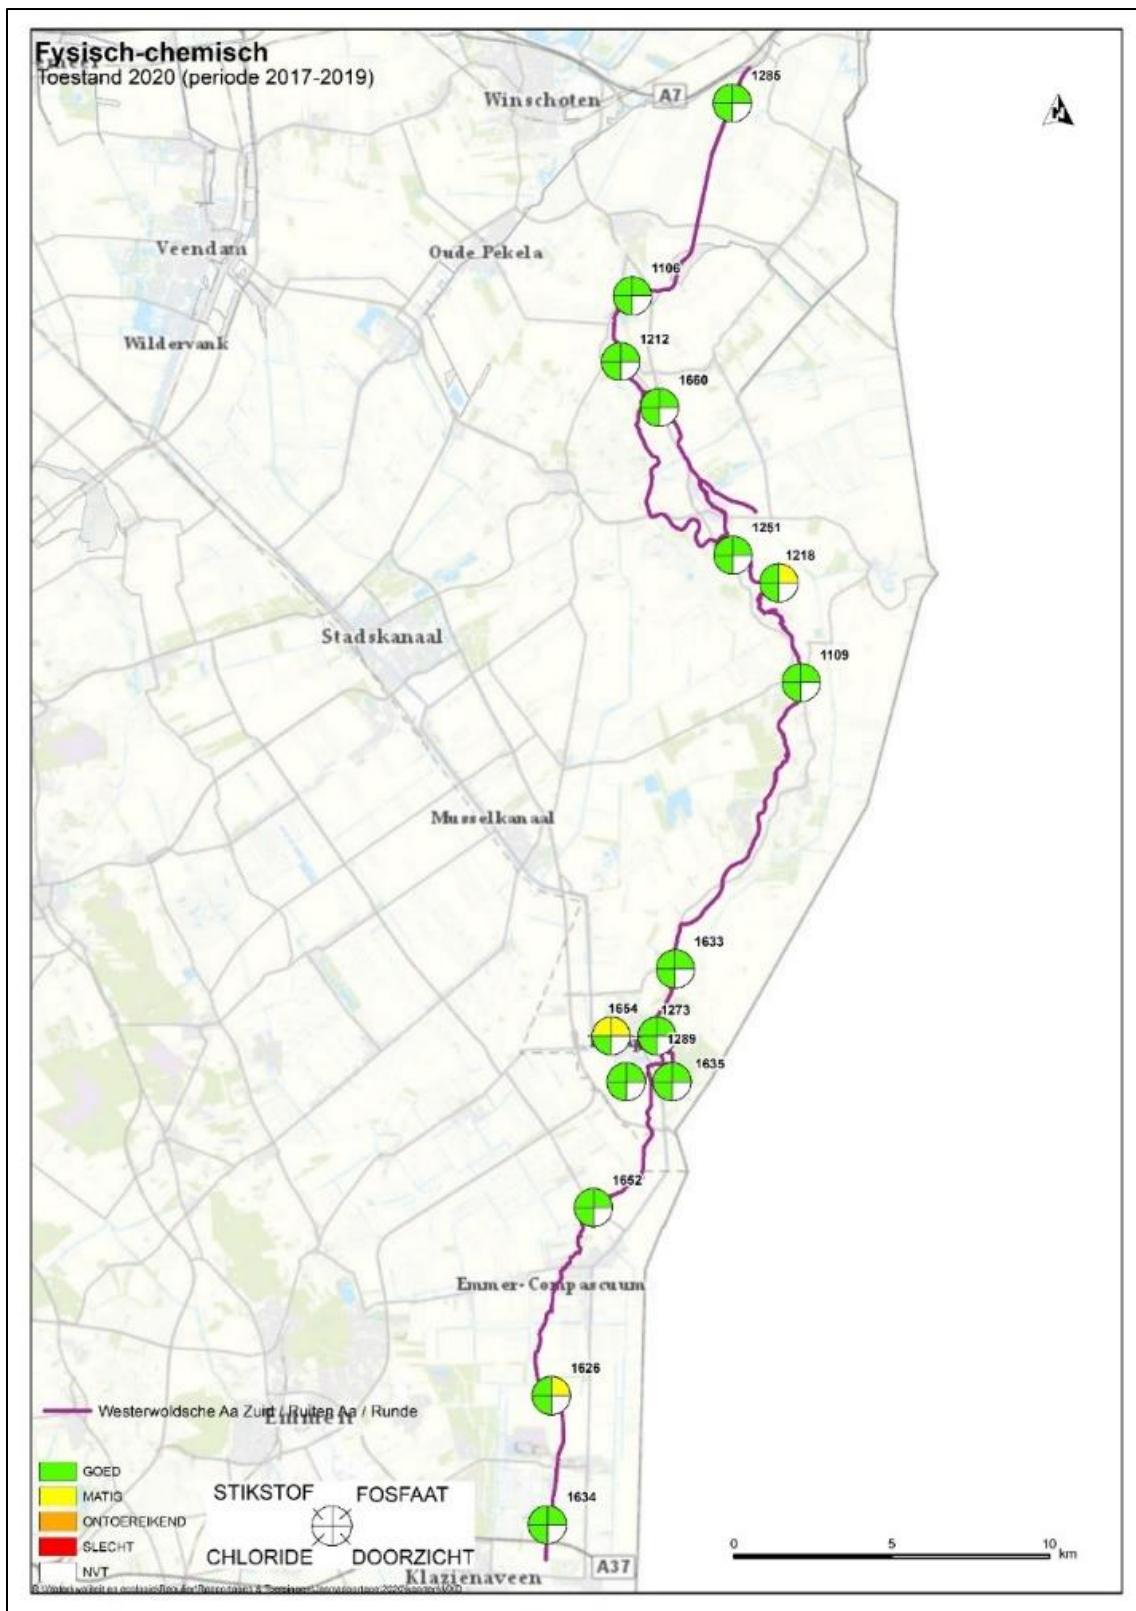 Fysisch-chemisch
Toestand 2020 (periode 2017-2019)
1285
Winschoten
A7
Veendam
Oude Pekela
1106
Wildervank
1212
1660
1251
1218
Stadskanaal
1109
Musselkanaal
1633
1654
1273
1289
1635
1652
Emmer-Compascuum
1626
Westerwoldsche Aa Zuid / Ruiten Aa / Runde
Emmen
GOED
MATIG
ONTOEREIKEND
SLECHT
NVT
STIKSTOF FOSFAAT
CHLORIDE DOORZICHT
1634
Klazienaveen
A37
0 5 10
km